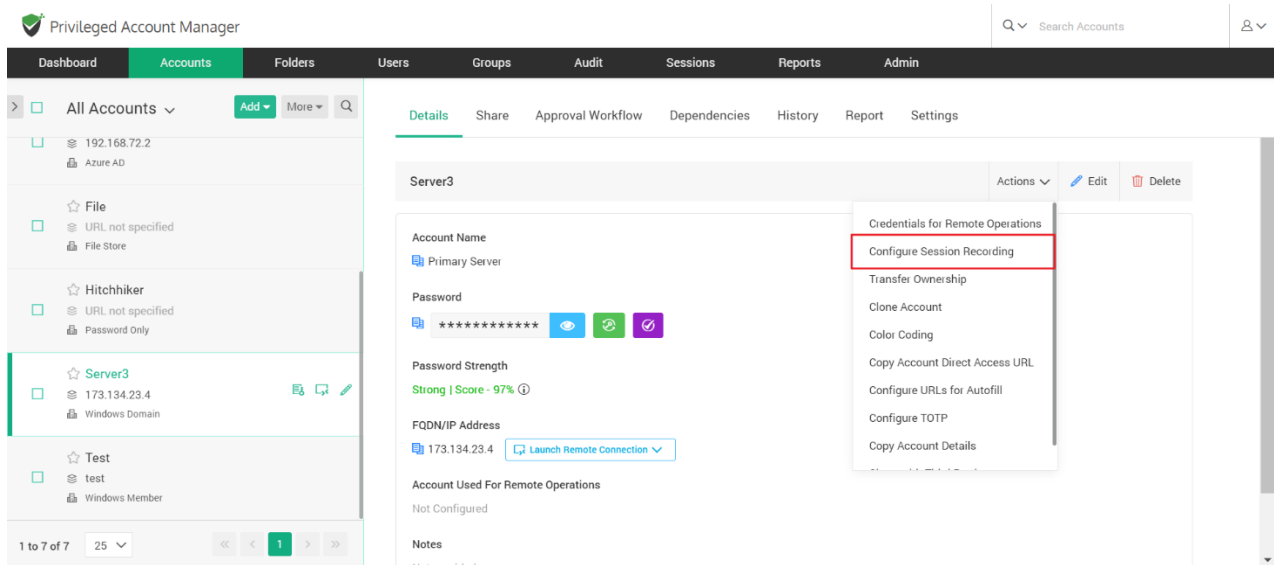 Privileged Account Manager
Search Accounts
Dashboard Accounts Folders Users Groups Audit Sessions Reports Admin
All Accounts
Add
More
192.168.72.2
Azure AD
File
URL not specified
File Store
Hitchhiker
URL not specified
Password Only
Server3
173.134.23.4
Windows Domain
Test
test
Windows Member
1 to 7 of 7
25
« < 1 > »
Details Share Approval Workflow Dependencies History Report Settings
Server3
Actions
Edit
Delete
Account Name
Primary Server
Password
************
Password Strength
Strong | Score - 97%
FQDN/IP Address
173.134.23.4
Launch Remote Connection
Account Used For Remote Operations
Not Configured
Notes
Credentials for Remote Operations
Configure Session Recording
Transfer Ownership
Clone Account
Color Coding
Copy Account Direct Access URL
Configure URLs for Autofill
Configure TOTP
Copy Account Details